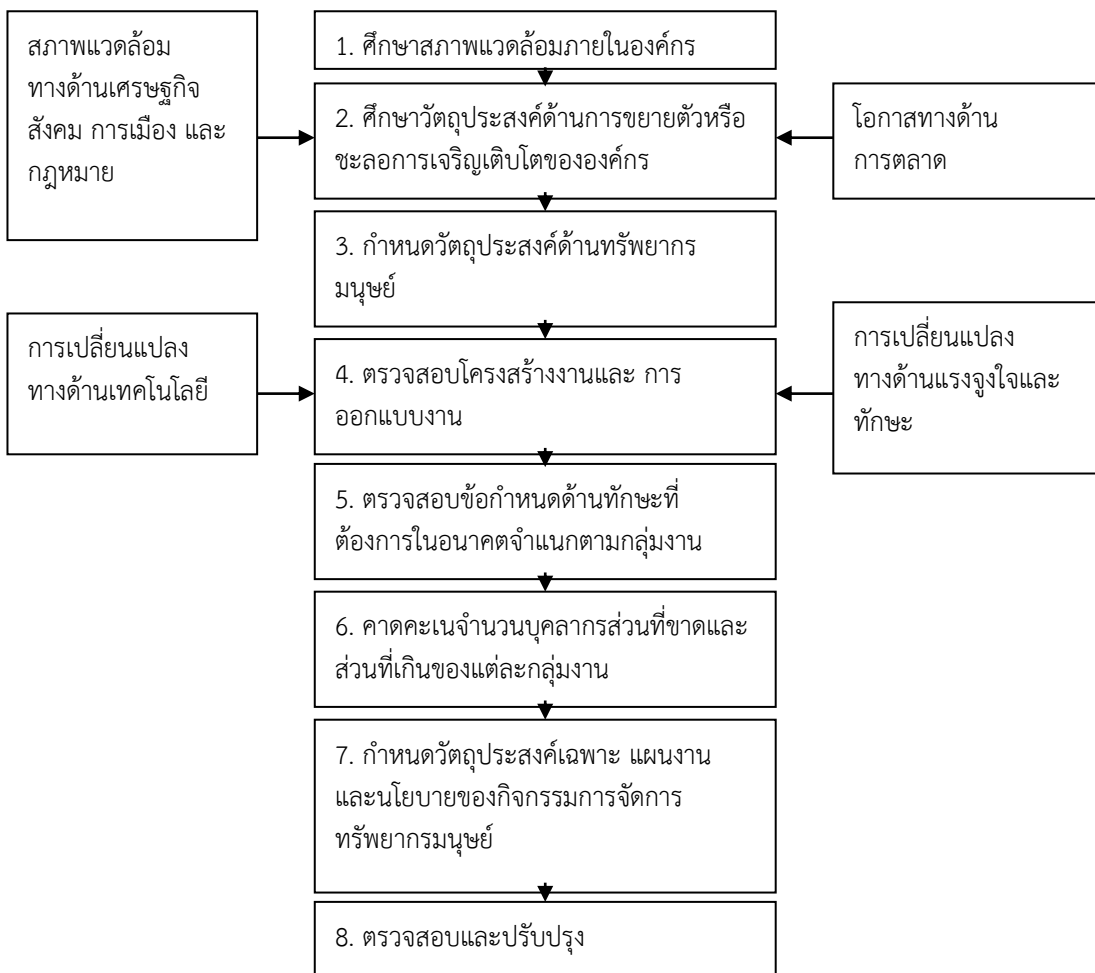 สภาพแวดล้อม
ทางด้านเศรษฐกิจ
สังคม การเมือง และ
กฎหมาย
1. ศึกษาสภาพแวดล้อมภายในองค์กร
2. ศึกษาวัตถุประสงค์ด้านการขยายตัวหรือ
ชะลอการเจริญเติบโตขององค์กร
โอกาสทางด้าน
การตลาด
3. กำหนดวัตถุประสงค์ด้านทรัพยากร
มนุษย์
การเปลี่ยนแปลง
ทางด้านเทคโนโลยี
4. ตรวจสอบโครงสร้างงานและ การ
ออกแบบงาน
การเปลี่ยนแปลง
ทางด้านแรงจูงใจและ
ทักษะ
5. ตรวจสอบข้อกำหนดด้านทักษะที่
ต้องการในอนาคตจำแนกตามกลุ่มงาน
6. คาดคะเนจำนวนบุคลากรส่วนที่ขาดและ
ส่วนที่เกินของแต่ละกลุ่มงาน
7. กำหนดวัตถุประสงค์เฉพาะ แผนงาน
และนโยบายของกิจกรรมการจัดการ
ทรัพยากรมนุษย์
8. ตรวจสอบและปรับปรุง